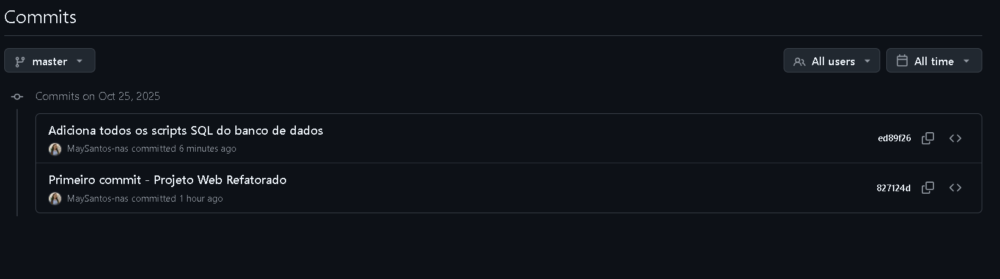 Commits
master
All users
All time
Commits on Oct 25, 2025
Adiciona todos os scripts SQL do banco de dados
ed89f26
MaySantos-nas committed 6 minutes ago
Primeiro commit - Projeto Web Refatorado
827124d
MaySantos-nas committed 1 hour ago